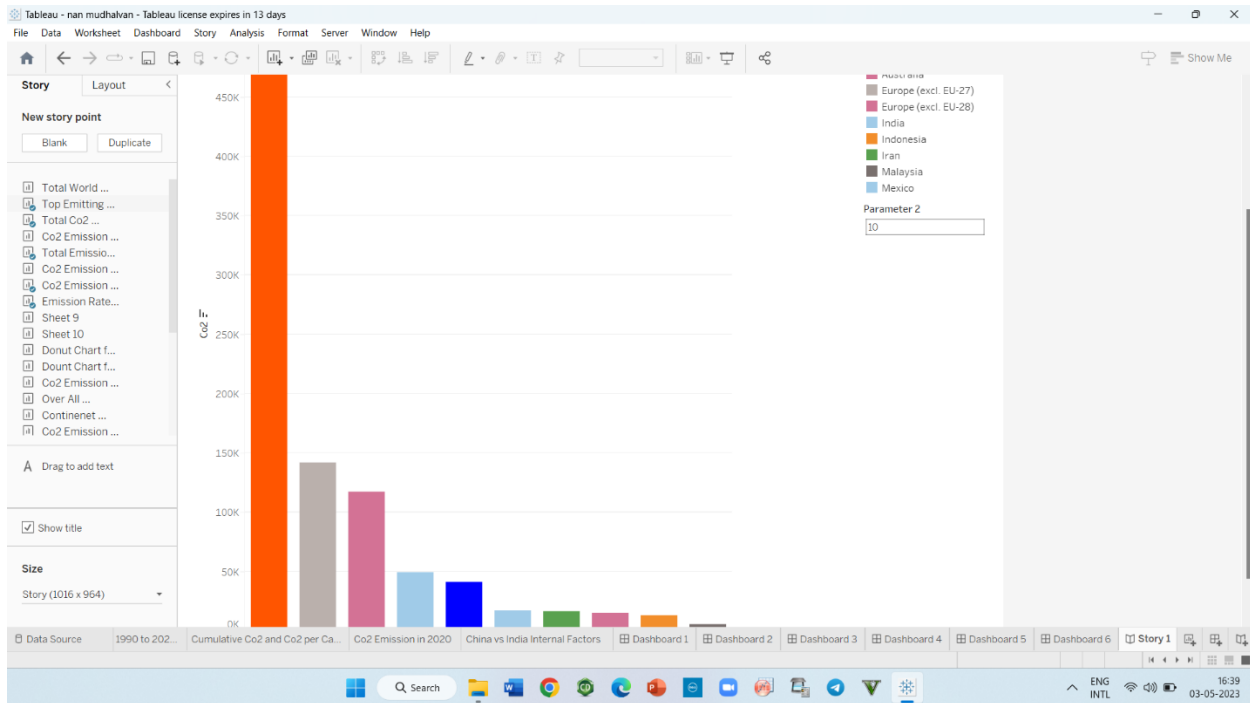 Tableau - nan mudhalvan - Tableau license expires in 13 days
File Data Worksheet Dashboard Story Analysis Format Server Window Help
Show Me
Story Layout
New story point
Blank Duplicate
Total World ...
Top Emitting ...
Total Co2 ...
Co2 Emission ...
Total Emissio...
Co2 Emission ...
Co2 Emission ...
Emission Rate...
Sheet 9
Sheet 10
Donut Chart f...
Dount Chart f...
Co2 Emission ...
Over All ...
Continenet ...
Co2 Emission ...
A Drag to add text
Show title
Size
Story (1016 x 964)
450K
400K
350K
300K
250K
200K
150K
100K
50K
0K
Co2
Australia
Europe (excl. EU-27)
Europe (excl. EU-28)
India
Indonesia
Iran
Malaysia
Mexico
Parameter 2
10
Data Source 1990 to 202... Cumulative Co2 and Co2 per Ca... Co2 Emission in 2020 China vs India Internal Factors Dashboard 1 Dashboard 2 Dashboard 3 Dashboard 4 Dashboard 5 Dashboard 6 Story 1
Search
ENG
INTL
16:39
03-05-2023